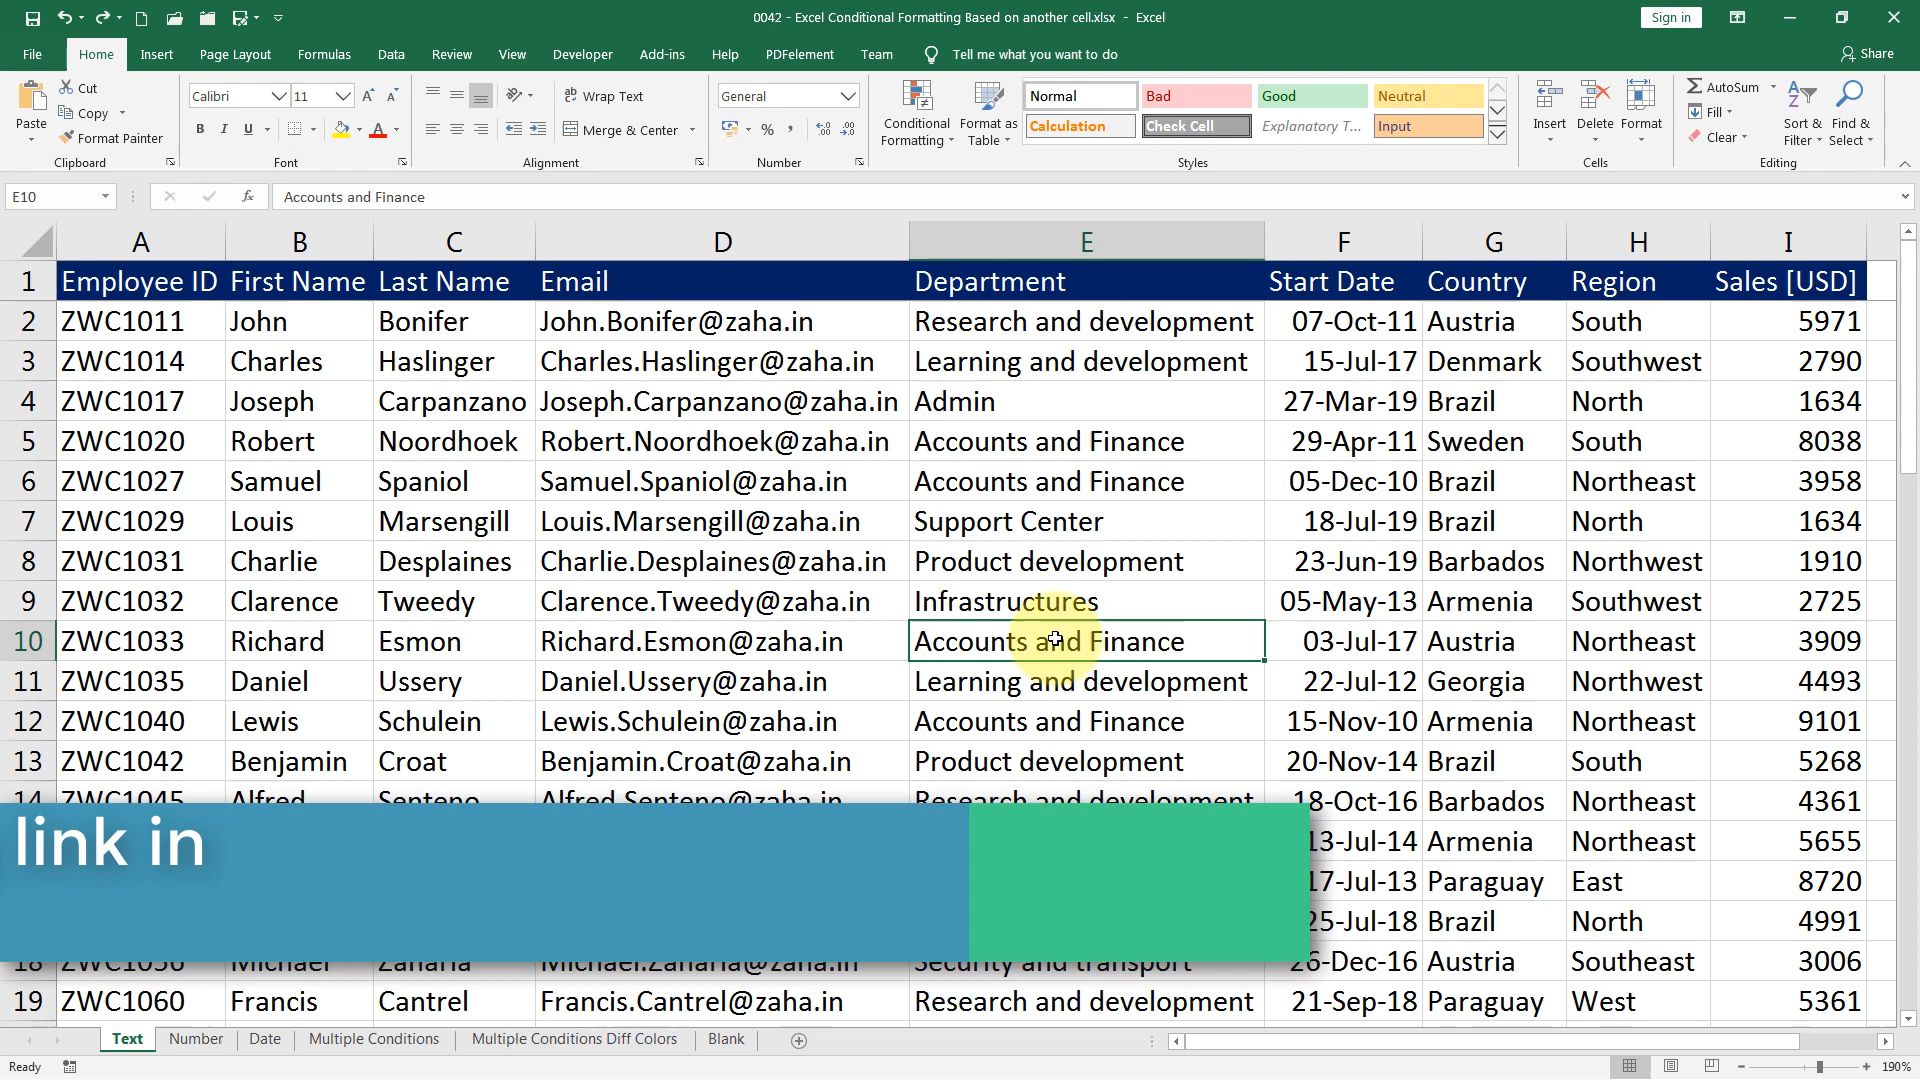 0042 - Excel Conditional Formatting Based on another cell.xlsx - Excel
Sign in
File Home Insert Page Layout Formulas Data Review View Developer Add-ins Help PDFelement Team Tell me what you want to do Share
Paste
Cut
Copy
Format Painter
Clipboard
Calibri 11
B I U
Font
Wrap Text
Merge & Center
Alignment
General
Number
Conditional Formatting
Format as Table
Normal Bad Good Neutral
Calculation Check Cell Explanatory T... Input
Styles
Insert Delete Format
Cells
AutoSum
Fill
Clear
Sort & Filter
Find & Select
Editing
E10 fx Accounts and Finance
A B C D E F G H I
1 Employee ID First Name Last Name Email Department Start Date Country Region Sales [USD]
2 ZWC1011 John Bonifer John.Bonifer@zaha.in Research and development 07-Oct-11 Austria South 5971
3 ZWC1014 Charles Haslinger Charles.Haslinger@zaha.in Learning and development 15-Jul-17 Denmark Southwest 2790
4 ZWC1017 Joseph Carpanzano Joseph.Carpanzano@zaha.in Admin 27-Mar-19 Brazil North 1634
5 ZWC1020 Robert Noordhoek Robert.Noordhoek@zaha.in Accounts and Finance 29-Apr-11 Sweden South 8038
6 ZWC1027 Samuel Spaniol Samuel.Spaniol@zaha.in Accounts and Finance 05-Dec-10 Brazil Northeast 3958
7 ZWC1029 Louis Marsengill Louis.Marsengill@zaha.in Support Center 18-Jul-19 Brazil North 1634
8 ZWC1031 Charlie Desplaines Charlie.Desplaines@zaha.in Product development 23-Jun-19 Barbados Northwest 1910
9 ZWC1032 Clarence Tweedy Clarence.Tweedy@zaha.in Infrastructures 05-May-13 Armenia Southwest 2725
10 ZWC1033 Richard Esmon Richard.Esmon@zaha.in Accounts and Finance 03-Jul-17 Austria Northeast 3909
11 ZWC1035 Daniel Ussery Daniel.Ussery@zaha.in Learning and development 22-Jul-12 Georgia Northwest 4493
12 ZWC1040 Lewis Schulein Lewis.Schulein@zaha.in Accounts and Finance 15-Nov-10 Armenia Northeast 9101
13 ZWC1042 Benjamin Croat Benjamin.Croat@zaha.in Product development 20-Nov-14 Brazil South 5268
14 ZWC1045 Alfred Senteno Alfred.Senteno@zaha.in Research and development 18-Oct-16 Barbados Northeast 4361
link in
13-Jul-14 Armenia Northeast 5655
17-Jul-13 Paraguay East 8720
25-Jul-18 Brazil North 4991
18 ZWC1056 Michael Zaharia Michael.Zaharia@zaha.in Security and transport 26-Dec-16 Austria Southeast 3006
19 ZWC1060 Francis Cantrel Francis.Cantrel@zaha.in Research and development 21-Sep-18 Paraguay West 5361
Text Number Date Multiple Conditions Multiple Conditions Diff Colors Blank
Ready 190%